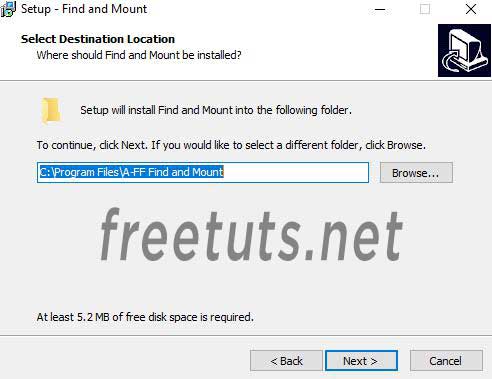 Setup - Find and Mount
Select Destination Location
Where should Find and Mount be installed?
Setup will install Find and Mount into the following folder.
To continue, click Next. If you would like to select a different folder, click Browse.
C:\Program Files\A-FF Find and Mount
Browse...
freetuts.net
At least 5.2 MB of free disk space is required.
< Back
Next >
Cancel